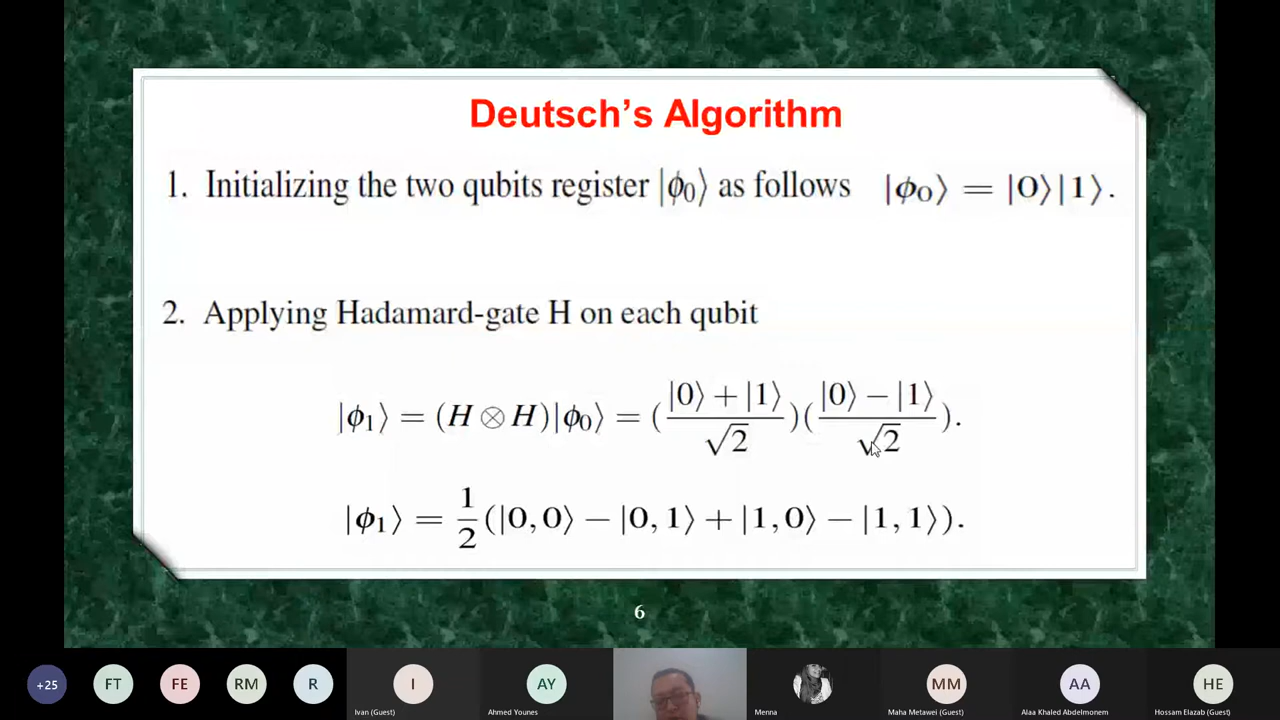 Deutsch's Algorithm
1. Initializing the two qubits register |ϕ₀⟩ as follows |ϕ₀⟩ = |0⟩|1⟩.
2. Applying Hadamard-gate H on each qubit
|ϕ₁⟩ = (H ⊗ H)|ϕ₀⟩ = (|0⟩ + |1⟩ / √2)(|0⟩ − |1⟩ / √2).
|ϕ₁⟩ = 1/2 (|0, 0⟩ − |0, 1⟩ + |1, 0⟩ − |1, 1⟩).
6
+25 FT FE RM R I AY MM AA HE
Ivan (Guest) Ahmed Younes Menna Maha Metawei (Guest) Alaa Khaled Abdelmonem Hossam Elazab (Guest)